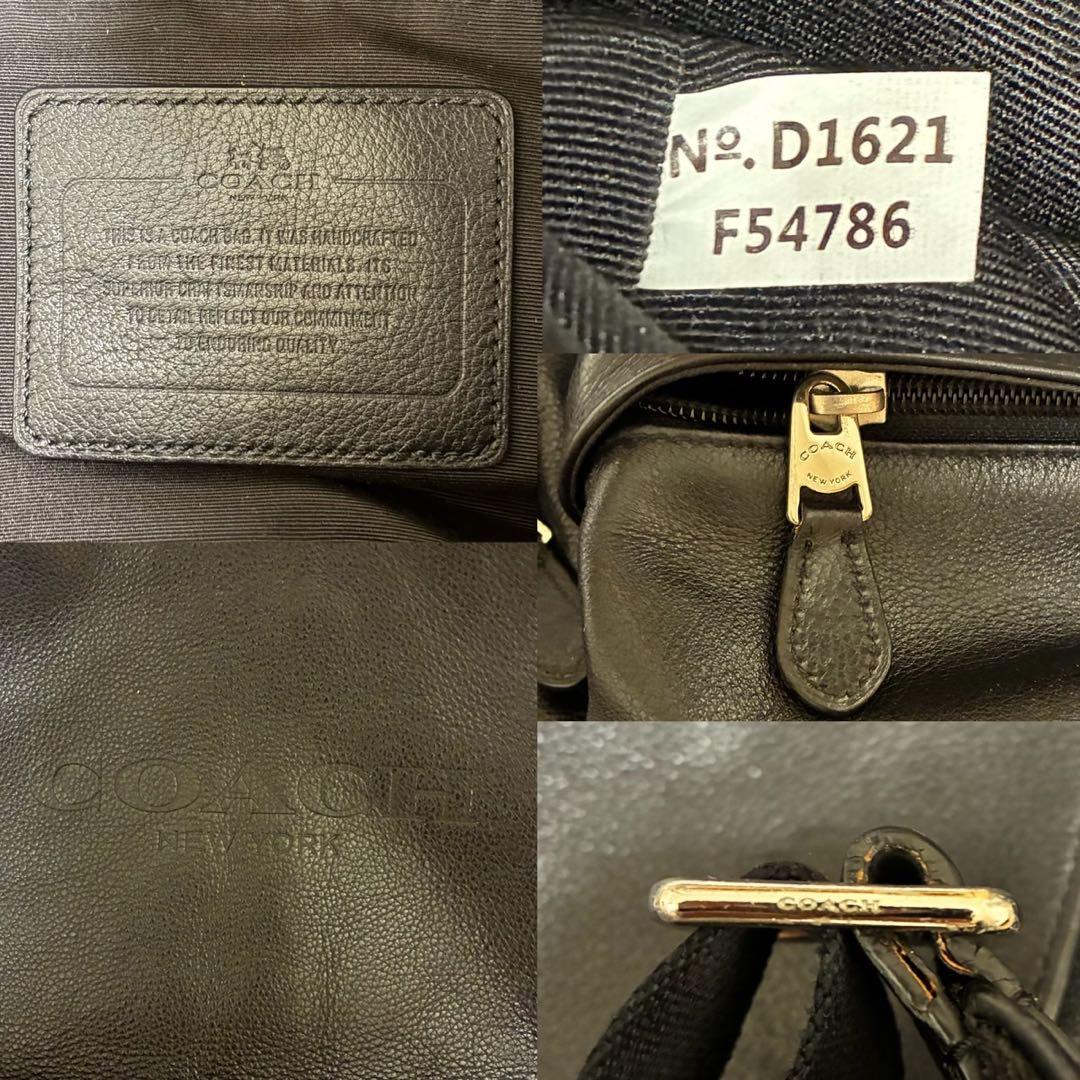 COACH
NEW YORK
THIS IS A COACH BAG. IT WAS HANDCRAFTED
FROM THE FINEST MATERIALS. ITS
SUPERIOR CRAFTSMANSHIP AND ATTENTION
TO DETAIL REFLECT OUR COMMITMENT
TO ENDURING QUALITY.
Nº. D1621
F54786
COACH
NEW YORK
COACH
NEW YORK
COACH